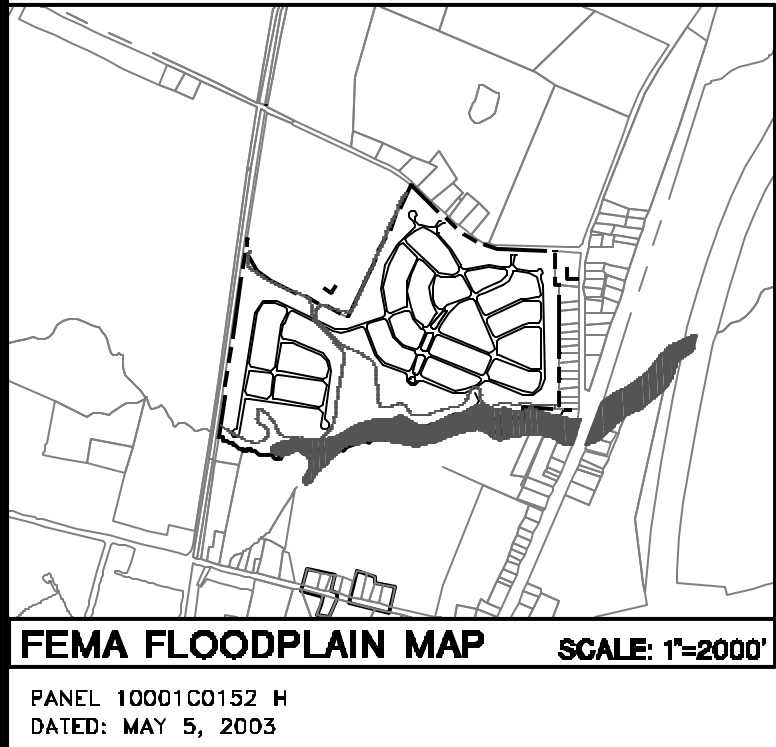 FEMA FLOODPLAIN MAP SCALE: 1"=2000'
PANEL 10001C0152 H
DATED: MAY 5, 2003